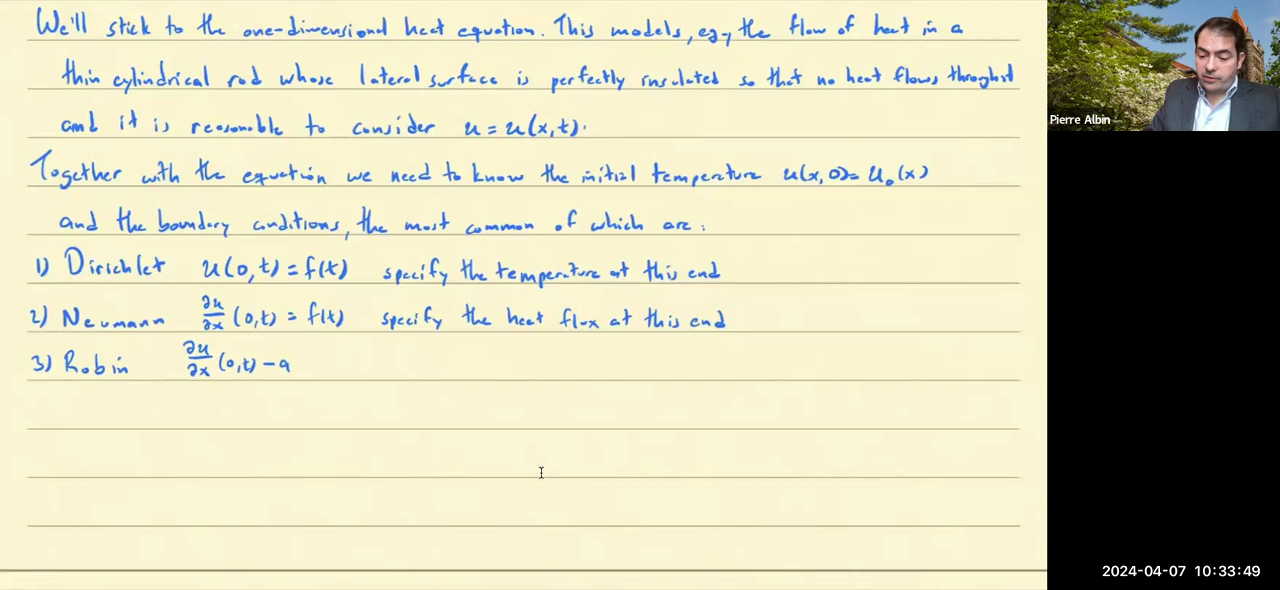 We'll stick to the one-dimensional heat equation. This models, eg, the flow of heat in a
thin cylindrical rod whose lateral surface is perfectly insulated so that no heat flows through it
and it is reasonable to consider u = u(x,t).
Together with the equation we need to know the initial temperature u(x,0) = u₀(x)
and the boundary conditions, the most common of which are:
1) Dirichlet u(0,t) = f(t) specify the temperature at this end
2) Neumann ∂u/∂x (0,t) = f(t) specify the heat flux at this end
3) Robin ∂u/∂x (0,t) - a
Pierre Albin
2024-04-07 10:33:49